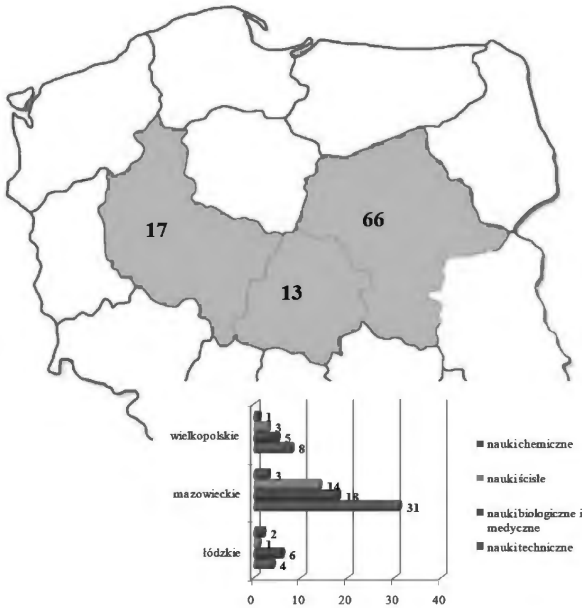 17
66
13
wielkopolskie
1
3
5
8
mazowieckie
3
14
18
31
łódzkie
2
1
6
4
0
10
20
30
40
nauki chemiczne
nauki ścisłe
nauki biologiczne i
medyczne
nauki techniczne